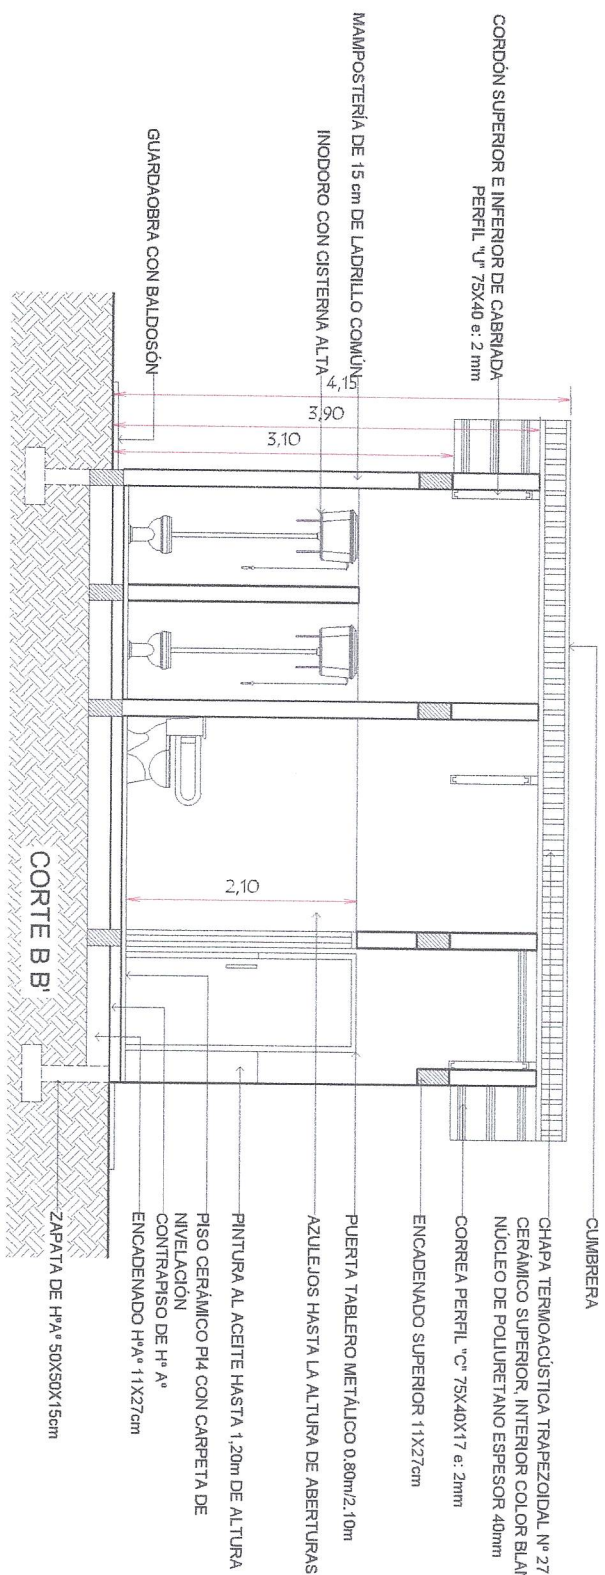 CORDÓN SUPERIOR E INFERIOR DE CABRIADA
PERFIL "U" 75X40 e: 2 mm
MAMPOSTERÍA DE 15 cm DE LADRILLO COMÚN
INODORO CON CISTERNA ALTA
GUARDAOBRA CON BALDOSÓN
4,15
3,90
3,10
2,10
CORTE B B'
CUMBRERA
CHAPA TERMOACÚSTICA TRAPEZOIDAL Nº 27
CERÁMICO SUPERIOR, INTERIOR COLOR
NÚCLEO DE POLIURETANO ESPESOR 40mm
CORREA PERFIL "C" 75X40X17 e: 2mm
ENCADENADO SUPERIOR 11X27cm
PUERTA TABLERO METÁLICO 0.80m/2.10m
AZULEJOS HASTA LA ALTURA DE ABERTURAS
PINTURA AL ACEITE HASTA 1,20m DE ALTURA
PISO CERÁMICO PI4 CON CARPETA DE
NIVELACIÓN
CONTRAPISO DE Hº Aº
ENCADENADO HºAº 11X27cm
ZAPATA DE HºAº 50X50X15cm